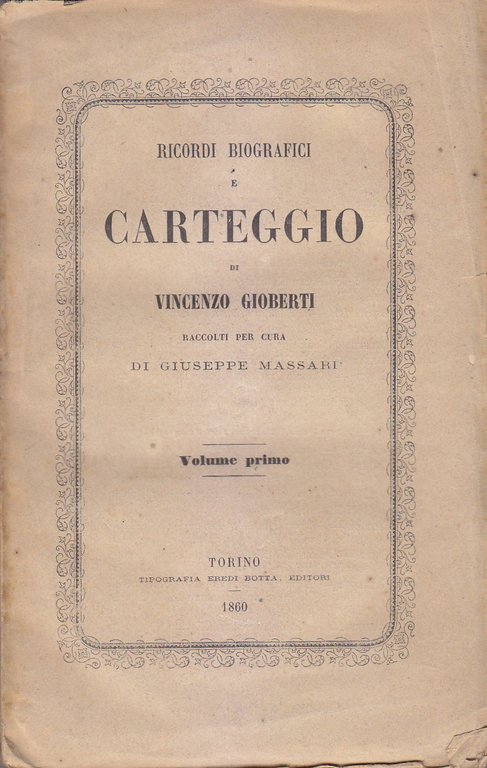 RICORDI BIOGRAFICI
E
CARTEGGIO
DI
VINCENZO GIOBERTI
RACCOLTI PER CURA
DI GIUSEPPE MASSARI
Volume primo
TORINO
TIPOGRAFIA EREDI BOTTA, EDITORI
1860